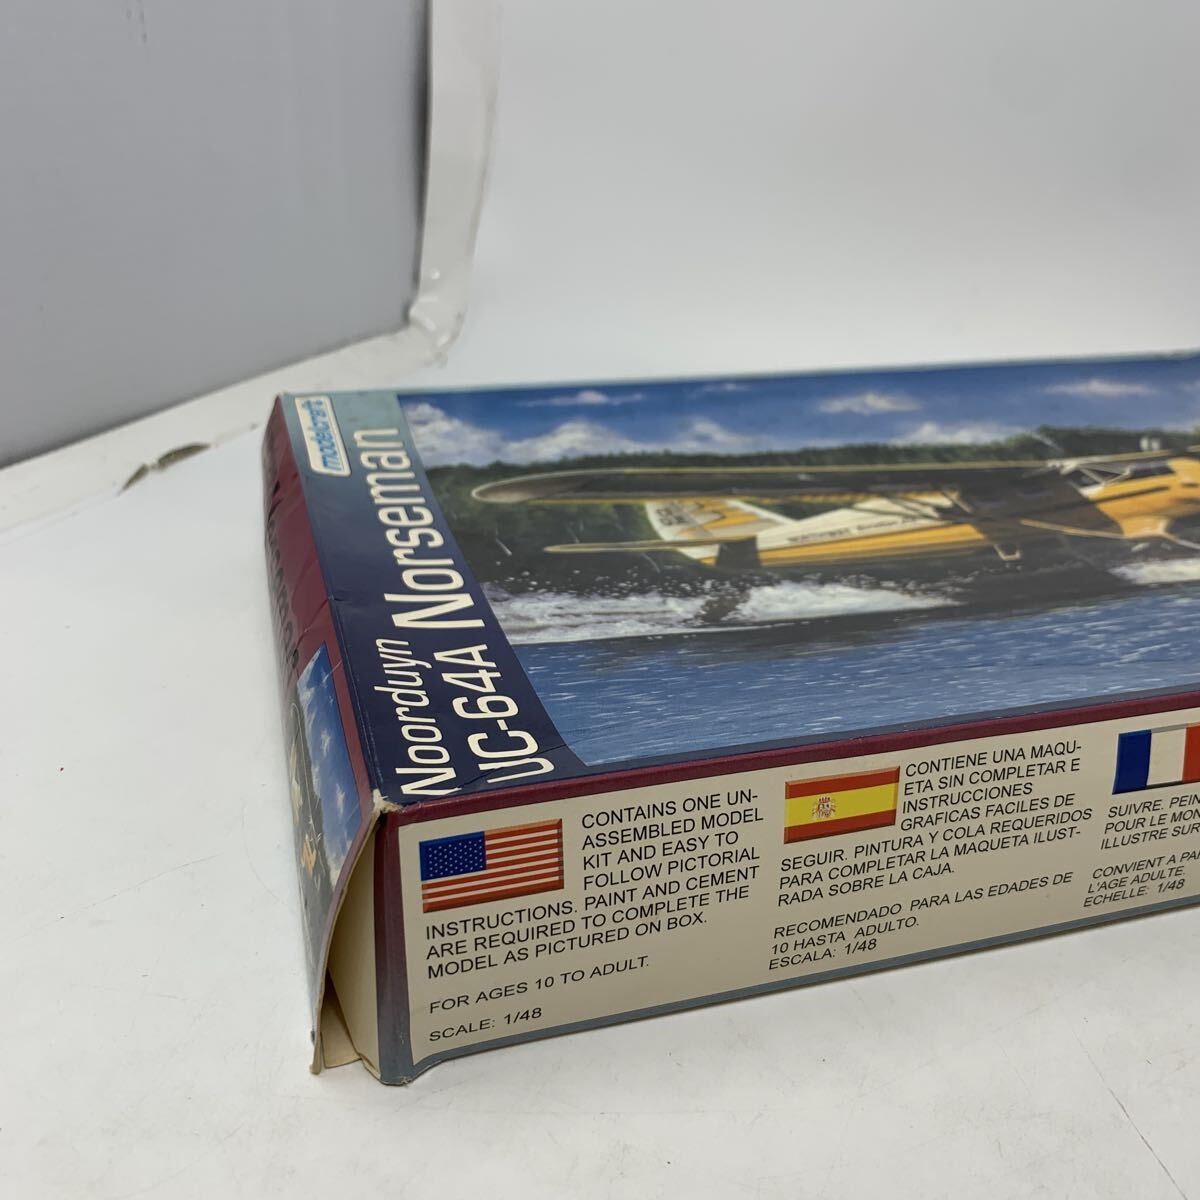 modelcraft
Noorduyn
UC-64A Norseman
CONTAINS ONE UN-
ASSEMBLED MODEL
KIT AND EASY TO
FOLLOW PICTORIAL
INSTRUCTIONS. PAINT AND CEMENT
ARE REQUIRED TO COMPLETE THE
MODEL AS PICTURED ON BOX.
FOR AGES 10 TO ADULT.
SCALE: 1/48
CONTIENE UNA MAQU-
ETA SIN COMPLETAR E
INSTRUCCIONES
GRAFICAS FACILES DE
SEGUIR. PINTURA Y COLA REQUERIDOS
PARA COMPLETAR LA MAQUETA ILUST-
RADA SOBRE LA CAJA.
RECOMENDADO PARA LAS EDADES DE
10 HASTA ADULTO.
ESCALA: 1/48
SUIVRE. PEIN
POUR LE MON
ILLUSTRE SUR
CONVIENT A PAR
L'AGE ADULTE.
ECHELLE: 1/48